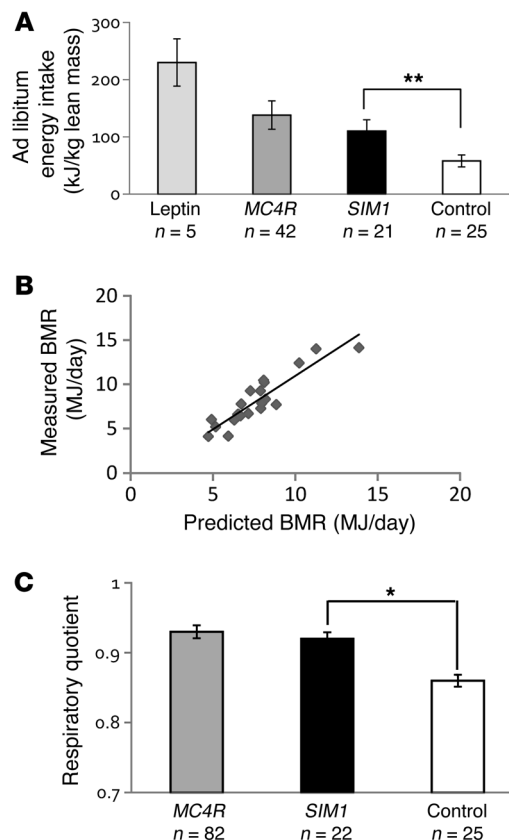 A
Ad libitum
energy intake
(kJ/kg lean mass)
300
200
100
0
**
Leptin MC4R SIM1 Control
n = 5 n = 42 n = 21 n = 25
B
Measured BMR
(MJ/day)
20
15
10
5
0
0 5 10 15 20
Predicted BMR (MJ/day)
C
Respiratory quotient
1
0.9
0.8
0.7
*
MC4R SIM1 Control
n = 82 n = 22 n = 25